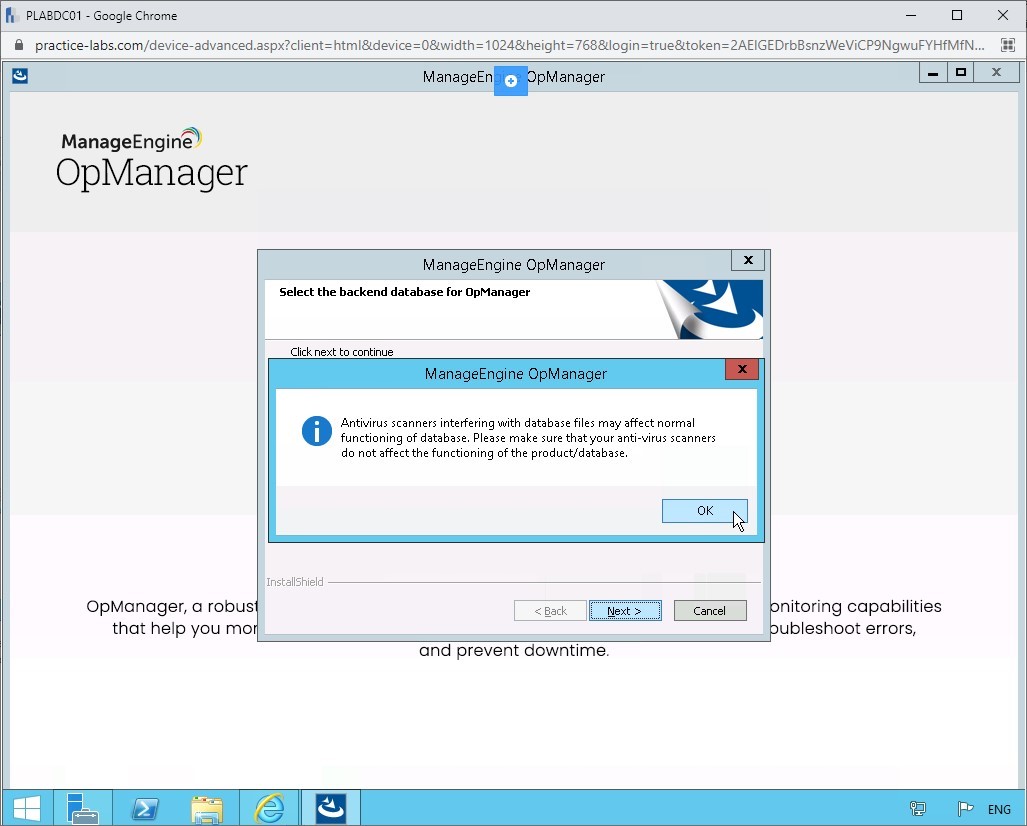 PLABDC01 - Google Chrome
practice-labs.com/device-advanced.aspx?client=html&device=0&width=1024&height=768&login=true&token=2AEIGEDrbBsnzWeViCP9NgwuFYHfMfN...
ManageEng OpManager
ManageEngine
OpManager
ManageEngine OpManager
Select the backend database for OpManager
Click next to continue
ManageEngine OpManager
Antivirus scanners interfering with database files may affect normal
functioning of database. Please make sure that your anti-virus scanners
do not affect the functioning of the product/database.
OK
InstallShield
< Back Next > Cancel
OpManager, a robust onitoring capabilities
that help you mor oubleshoot errors,
and prevent downtime.
ENG